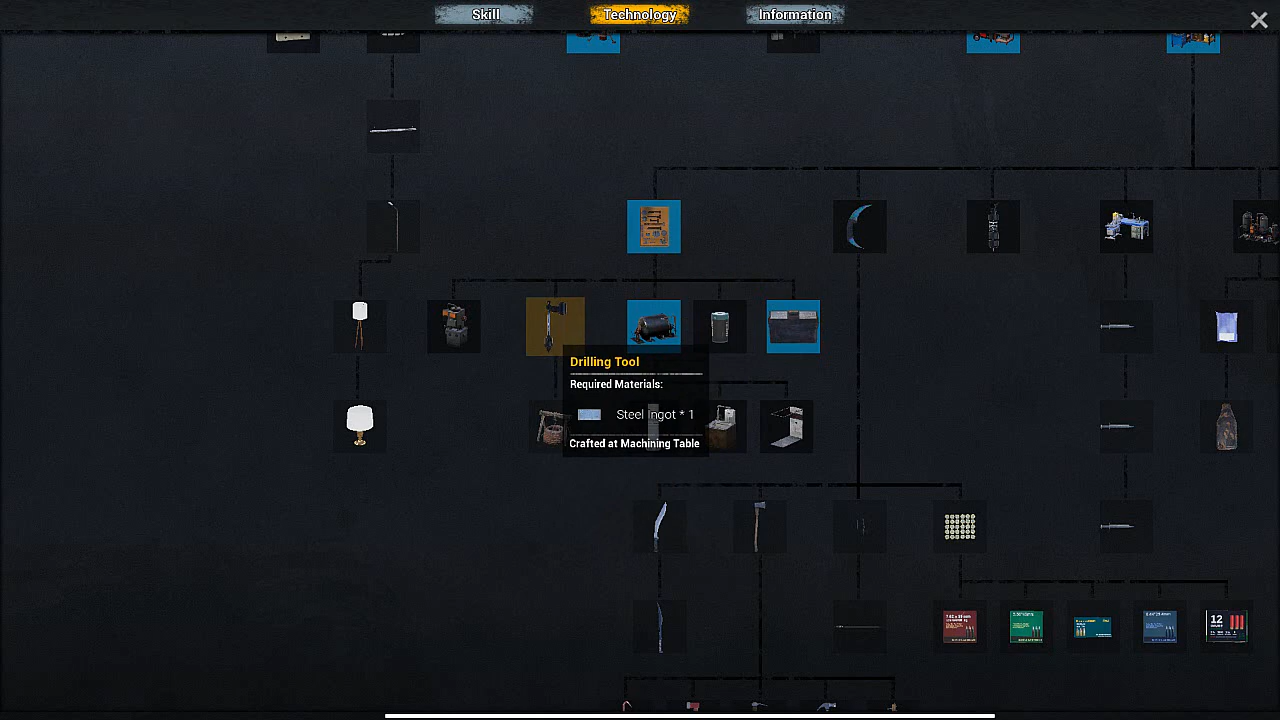 Skill
Technology
Information
Drilling Tool
Required Materials:
Steel Ingot * 1
Crafted at Machining Table
12